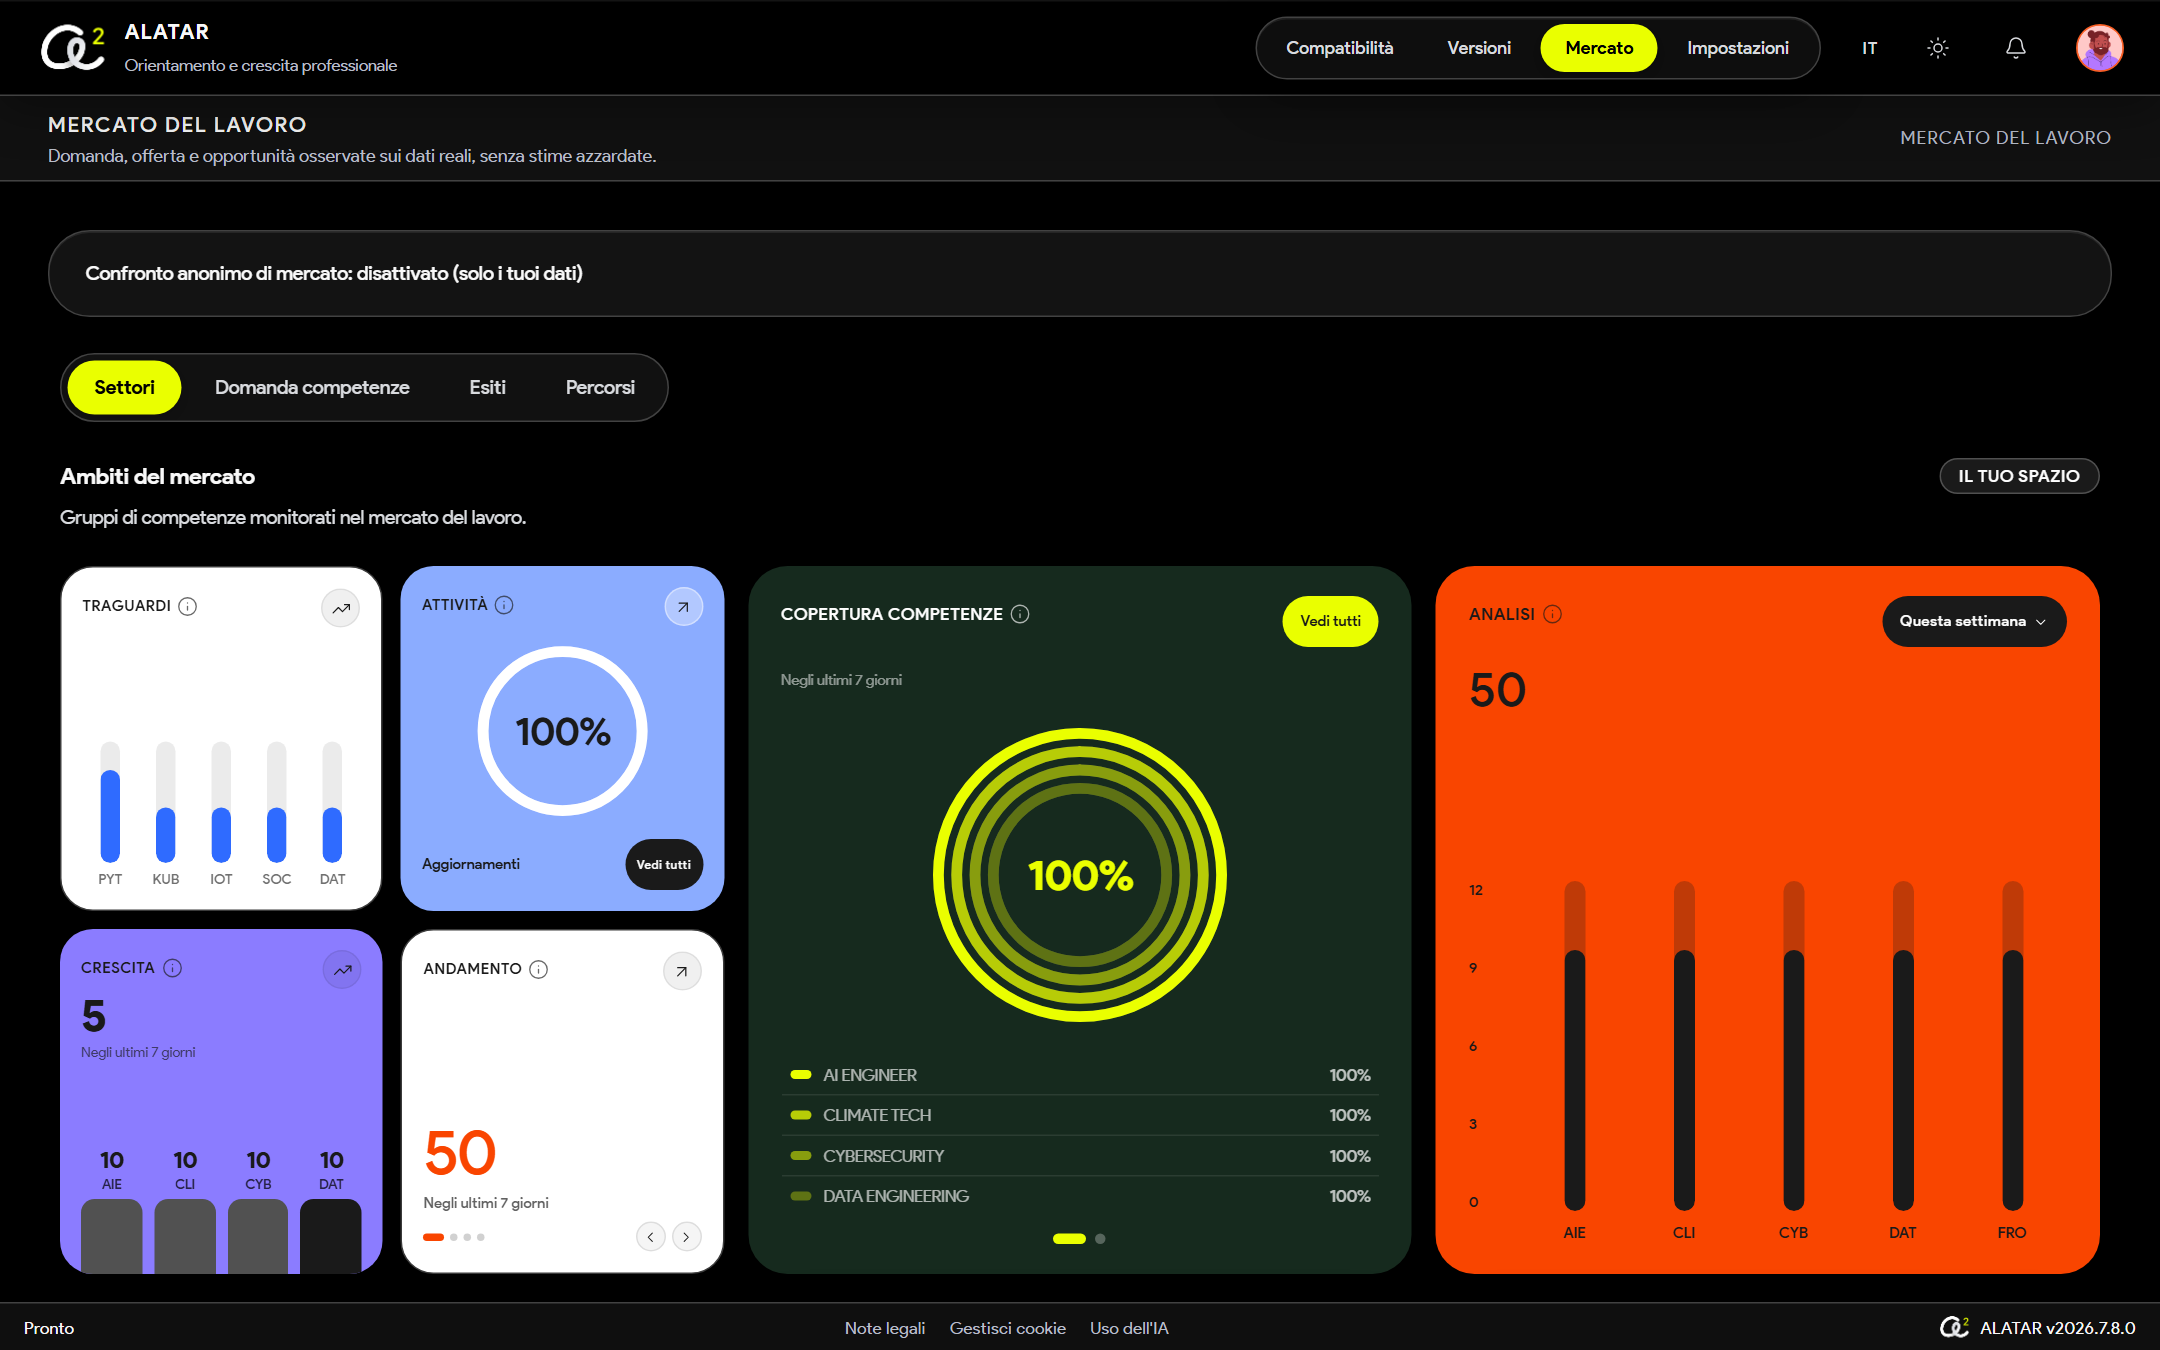 ALATAR
Orientamento e crescita professionale
Compatibilità
Versioni
Mercato
Impostazioni
IT
MERCATO DEL LAVORO
Domanda, offerta e opportunità osservate sui dati reali, senza stime azzardate.
MERCATO DEL LAVORO
Confronto anonimo di mercato: disattivato (solo i tuoi dati)
Settori
Domanda competenze
Esiti
Percorsi
Ambiti del mercato
IL TUO SPAZIO
Gruppi di competenze monitorati nel mercato del lavoro.
TRAGUARDI
PYT KUB IOT SOC DAT
ATTIVITÀ
100%
Aggiornamenti
Vedi tutti
CRESCITA
5
Negli ultimi 7 giorni
10 10 10 10
AIE CLI CYB DAT
ANDAMENTO
50
Negli ultimi 7 giorni
COPERTURA COMPETENZE
Vedi tutti
Negli ultimi 7 giorni
100%
AI ENGINEER 100%
CLIMATE TECH 100%
CYBERSECURITY 100%
DATA ENGINEERING 100%
ANALISI
Questa settimana
50
12
9
6
3
0
AIE CLI CYB DAT FRO
Pronto
Note legali
Gestisci cookie
Uso dell'IA
ALATAR v2026.7.8.0